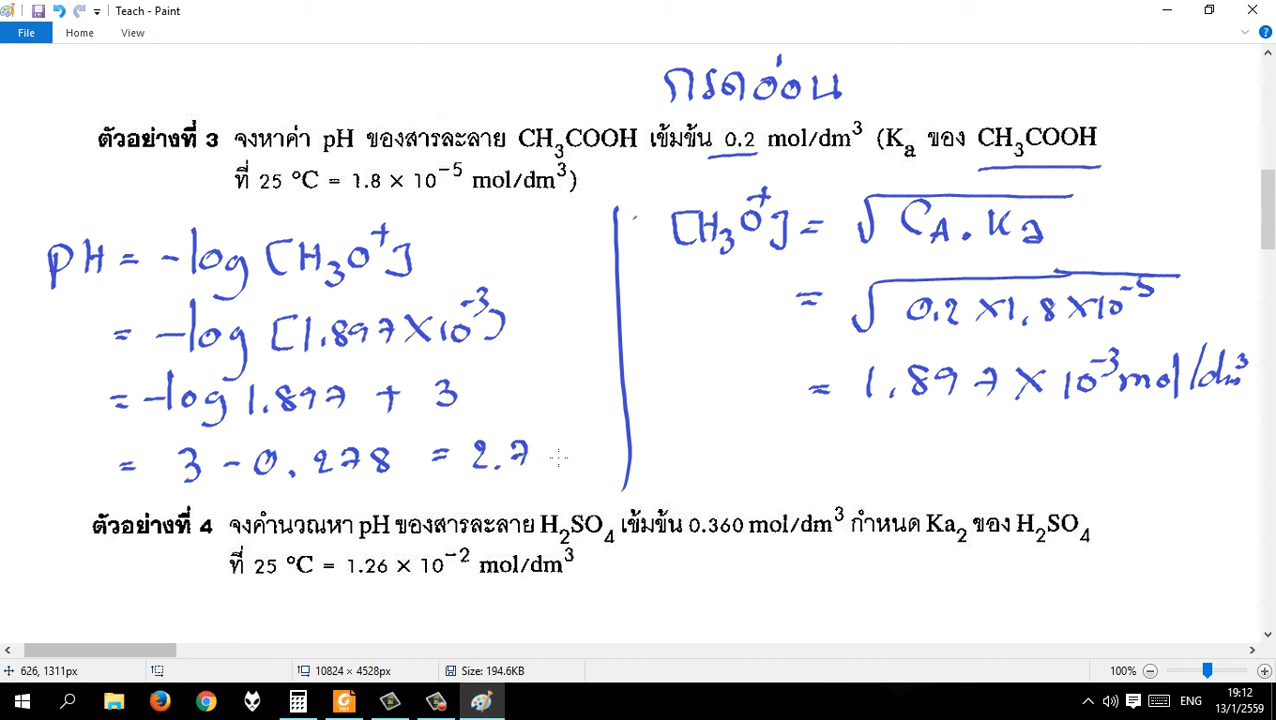 Teach - Paint
File Home View
กรดอ่อน
ตัวอย่างที่ 3 จงหาค่า pH ของสารละลาย CH₃COOH เข้มข้น 0.2 mol/dm³ (Kₐ ของ CH₃COOH
ที่ 25 °C = 1.8 × 10⁻⁵ mol/dm³)
pH = -log [H₃O⁺]
= -log [1.897×10⁻³)
= -log 1.897 + 3
= 3 - 0.278 = 2.7
[H₃O⁺] = √C_A . Ka
= √0.2 ×1.8×10⁻⁵
= 1.897 × 10⁻³ mol/dm³
ตัวอย่างที่ 4 จงคำนวณหา pH ของสารละลาย H₂SO₄ เข้มข้น 0.360 mol/dm³ กำหนด Ka₂ ของ H₂SO₄
ที่ 25 °C = 1.26 × 10⁻² mol/dm³
626, 1311px 10824 × 4528px Size: 194.6KB 100%
ENG 19:12
13/1/2559